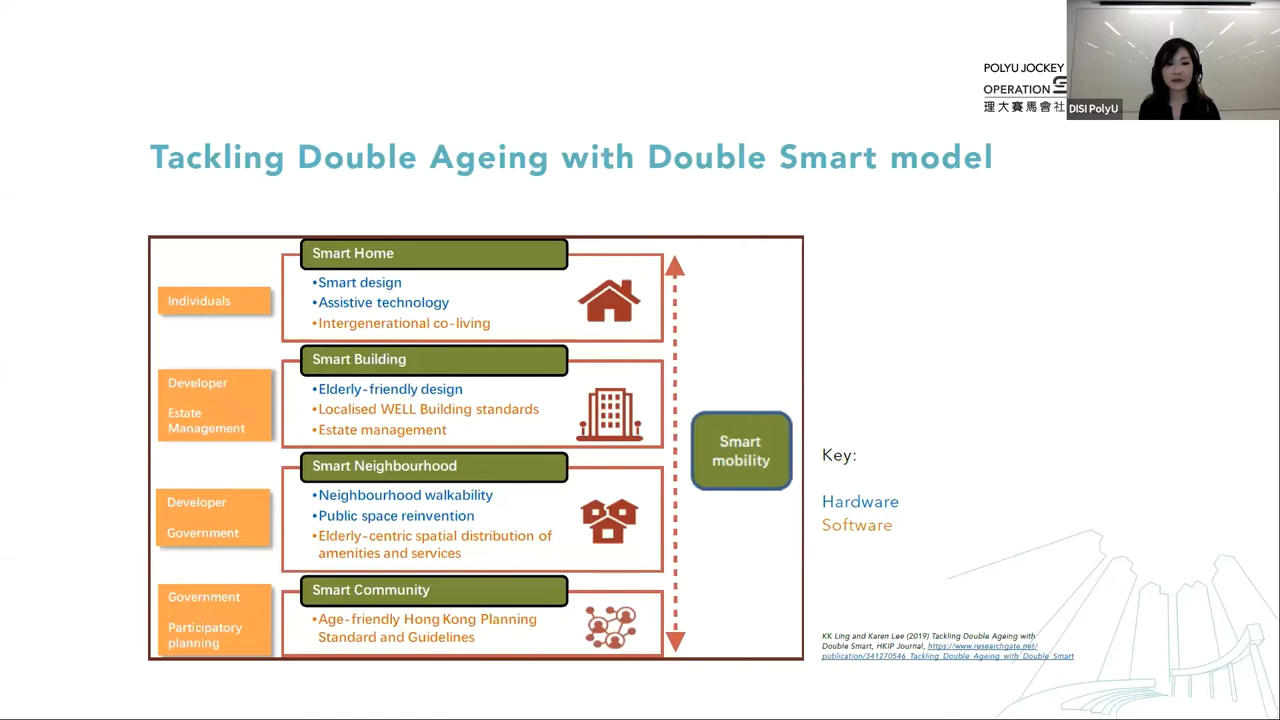 POLYU JOCKEY
OPERATION
理大賽馬會社
DISI PolyU
Tackling Double Ageing with Double Smart model
Individuals
Smart Home
•Smart design
•Assistive technology
•Intergenerational co-living
Developer
Estate
Management
Smart Building
•Elderly-friendly design
•Localised WELL Building standards
•Estate management
Developer
Government
Smart Neighbourhood
•Neighbourhood walkability
•Public space reinvention
•Elderly-centric spatial distribution of
amenities and services
Government
Participatory
planning
Smart Community
•Age-friendly Hong Kong Planning
Standard and Guidelines
Smart
mobility
Key:
Hardware
Software
KK Ling and Karen Lee (2019) Tackling Double Ageing with
Double Smart, HKIP Journal, https://www.researchgate.net/
publication/341270546_Tackling_Double_Ageing_with_Double_Smart